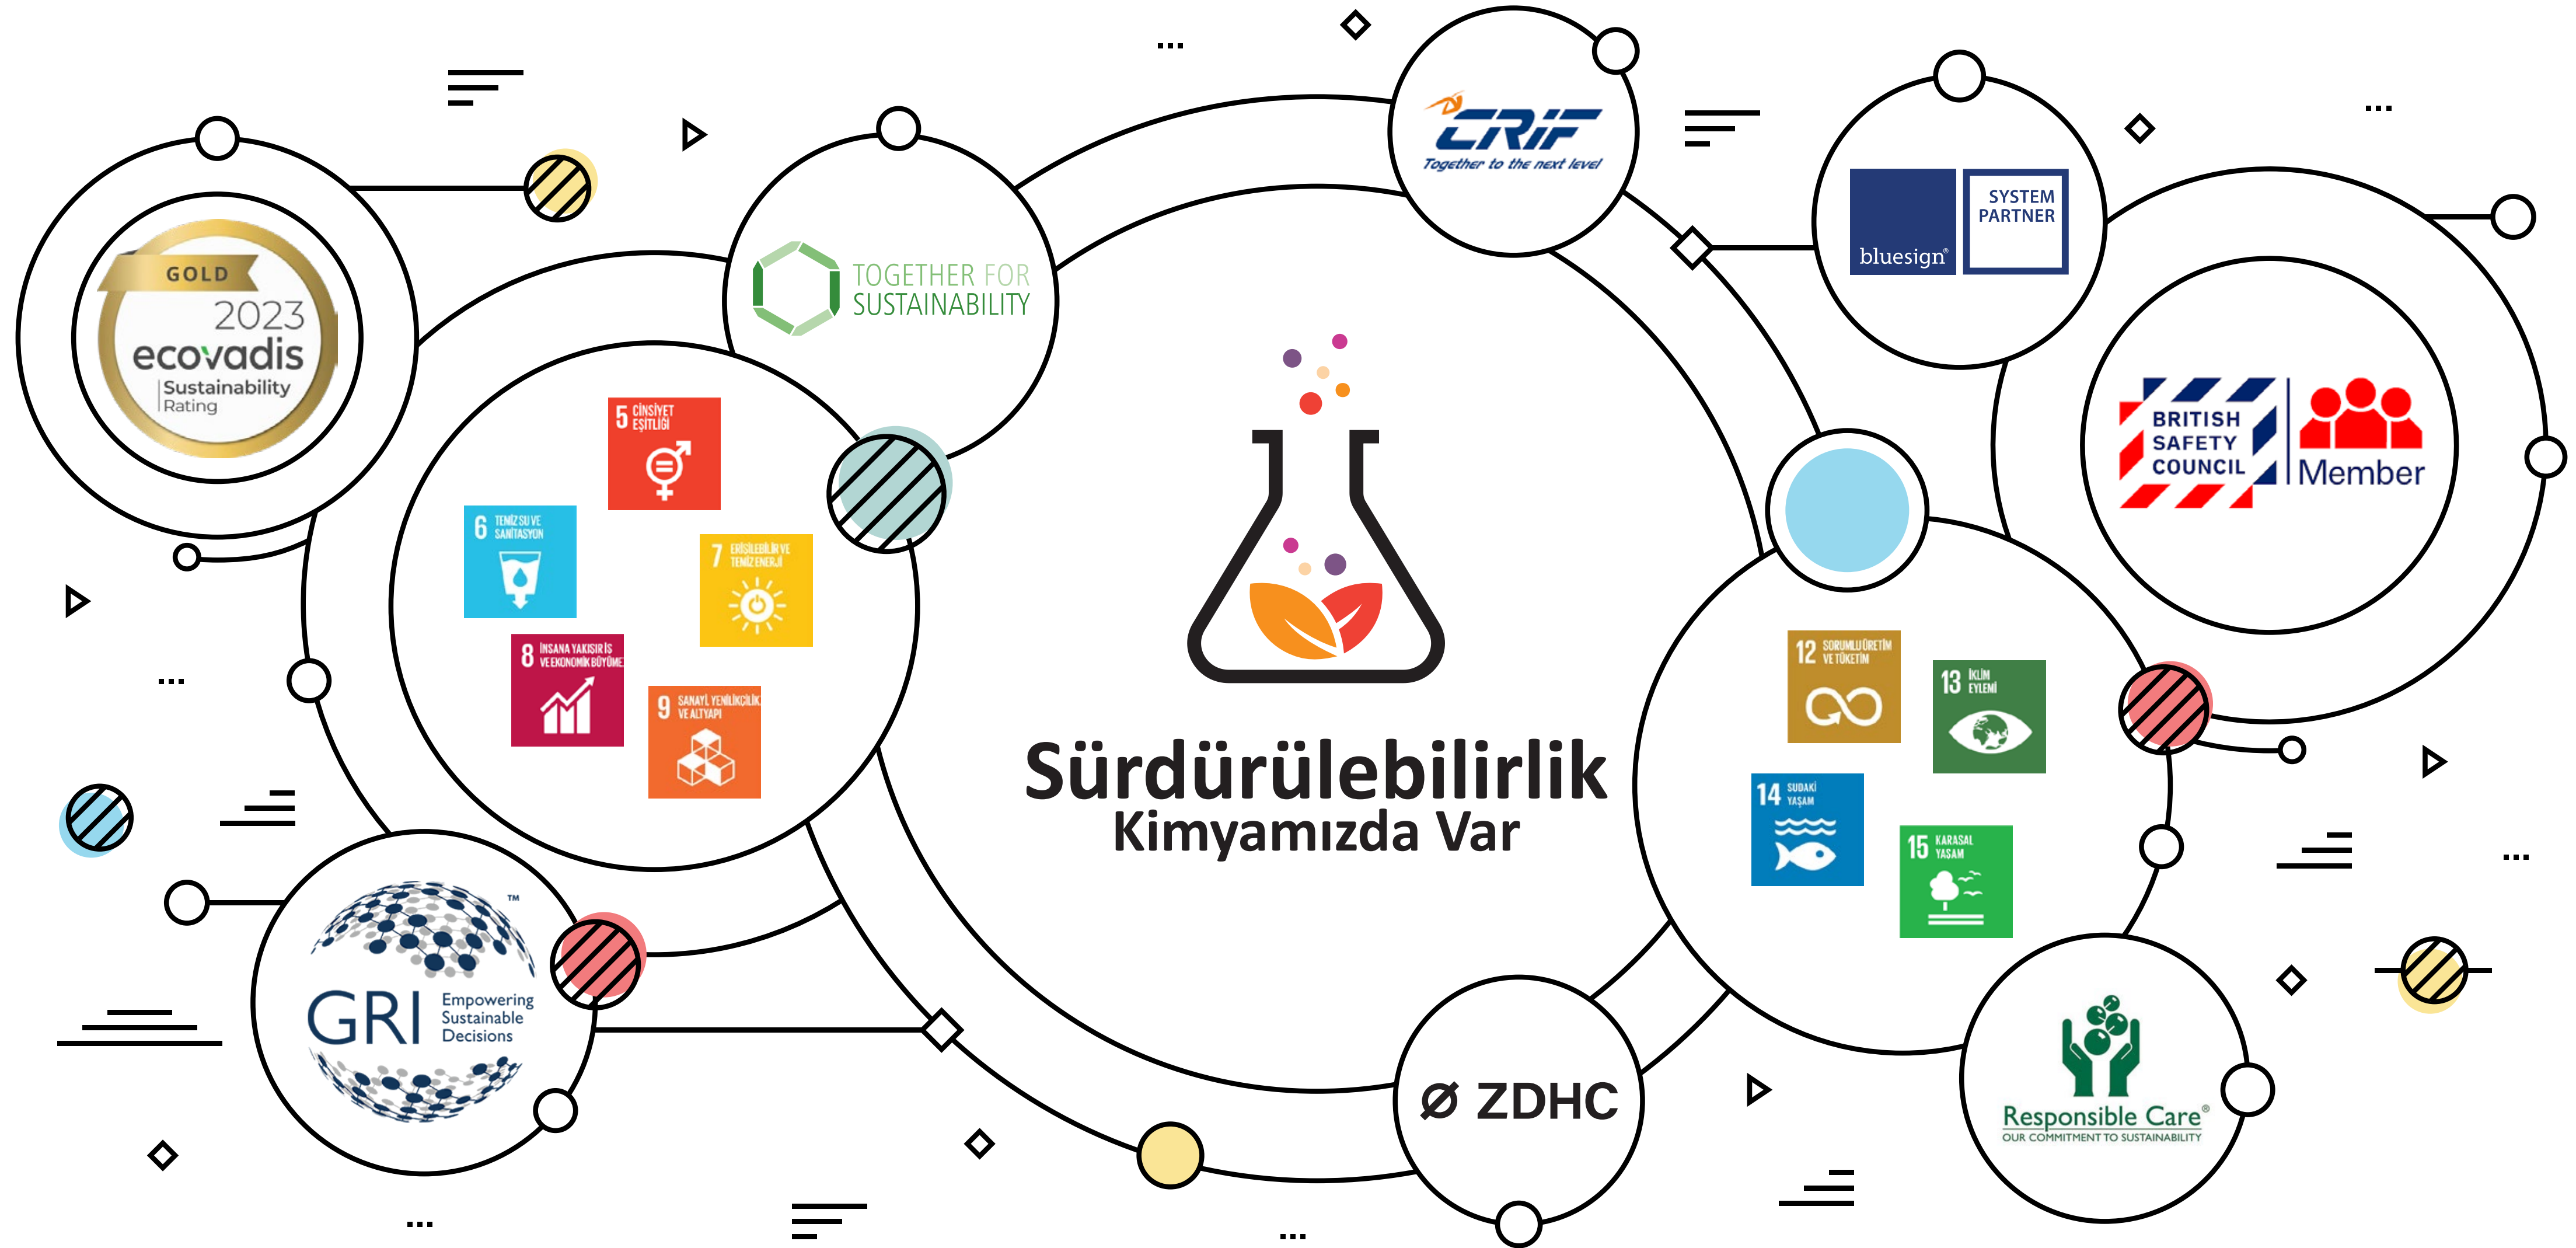 GOLD
2023
ecovadis
Sustainability
Rating
TOGETHER FOR
SUSTAINABILITY
CRIF
Together to the next level
bluesign®
SYSTEM
PARTNER
BRITISH
SAFETY
COUNCIL
Member
5 CİNSİYET
EŞİTLİĞİ
6 TEMİZ SU VE
SANİTASYON
7 ERİŞİLEBİLİR VE
TEMİZ ENERJİ
8 İNSANA YAKIŞIR İŞ
VE EKONOMİK BÜYÜME
9 SANAYİ, YENİLİKÇİLİK
VE ALTYAPI
Sürdürülebilirlik
Kimyamızda Var
12 SORUMLU ÜRETİM
VE TÜKETİM
13 İKLİM
EYLEMİ
14 SUDAKİ
YAŞAM
15 KARASAL
YAŞAM
GRI
TM
Empowering
Sustainable
Decisions
ZDHC
Responsible Care®
OUR COMMITMENT TO SUSTAINABILITY